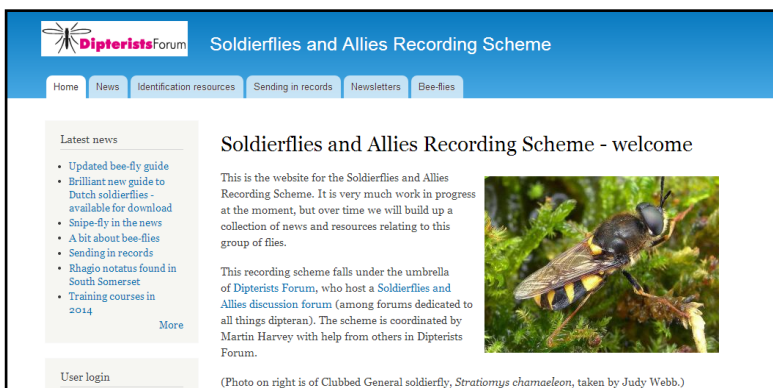 DipteristsForum
Soldierflies and Allies Recording Scheme
Home
News
Identification resources
Sending in records
Newsletters
Bee-flies
Latest news
Updated bee-fly guide
Brilliant new guide to
Dutch soldierflies -
available for download
Snipe-fly in the news
A bit about bee-flies
Sending in records
Rhagio notatus found in
South Somerset
Training courses in
2014
More
User login
Soldierflies and Allies Recording Scheme - welcome
This is the website for the Soldierflies and Allies
Recording Scheme. It is very much work in progress
at the moment, but over time we will build up a
collection of news and resources relating to this
group of flies.
This recording scheme falls under the umbrella
of Dipterists Forum, who host a Soldierflies and
Allies discussion forum (among forums dedicated to
all things dipteran). The scheme is coordinated by
Martin Harvey with help from others in Dipterists
Forum.
(Photo on right is of Clubbed General soldierfly, Stratiomys chamaeleon, taken by Judy Webb.)